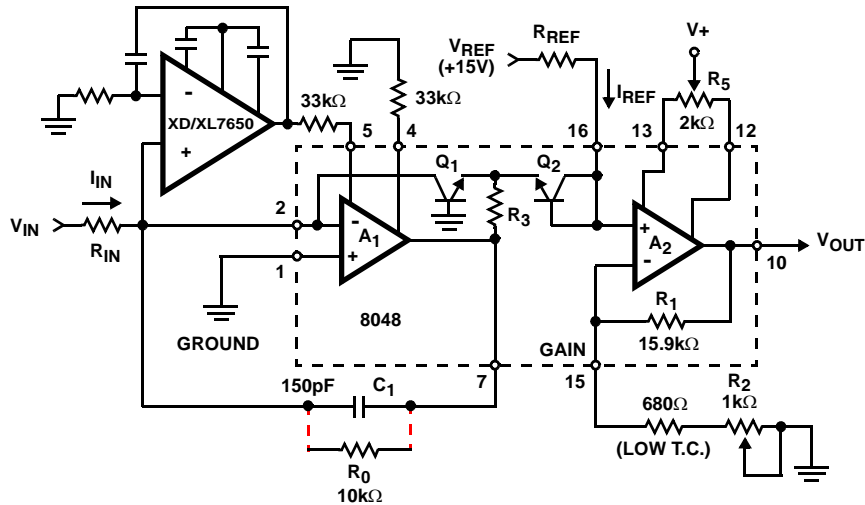 V+
VREF
(+15V)
RREF
IREF
R5
2kΩ
13
12
16
-
XD/XL7650
+
33kΩ
33kΩ
5
4
Q1
Q2
IIN
VIN
RIN
2
1
-
A1
+
R3
+
A2
-
10
VOUT
R1
15.9kΩ
8048
GROUND
GAIN
7
15
150pF
C1
R0
10kΩ
680Ω
(LOW T.C.)
R2
1kΩ